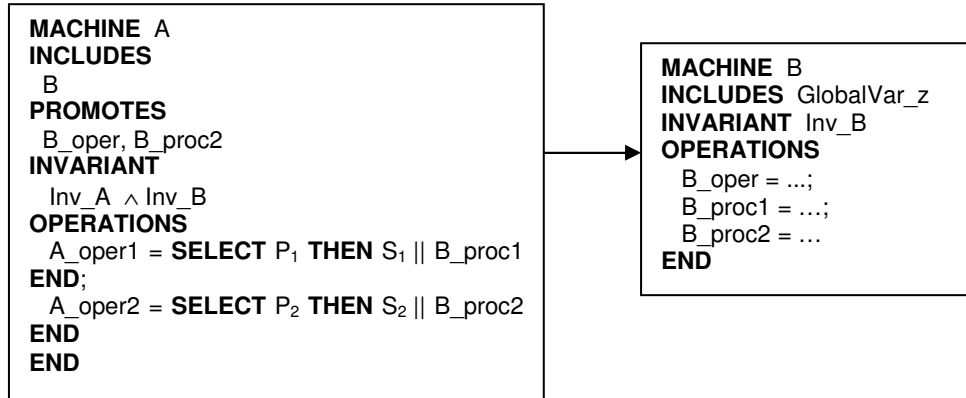 MACHINE A
INCLUDES
B
PROMOTES
B_oper, B_proc2
INVARIANT
Inv_A ∧ Inv_B
OPERATIONS
A_oper1 = SELECT P₁ THEN S₁ || B_proc1
END;
A_oper2 = SELECT P₂ THEN S₂ || B_proc2
END
END
MACHINE B
INCLUDES GlobalVar_z
INVARIANT Inv_B
OPERATIONS
B_oper = ...;
B_proc1 = …;
B_proc2 = …
END